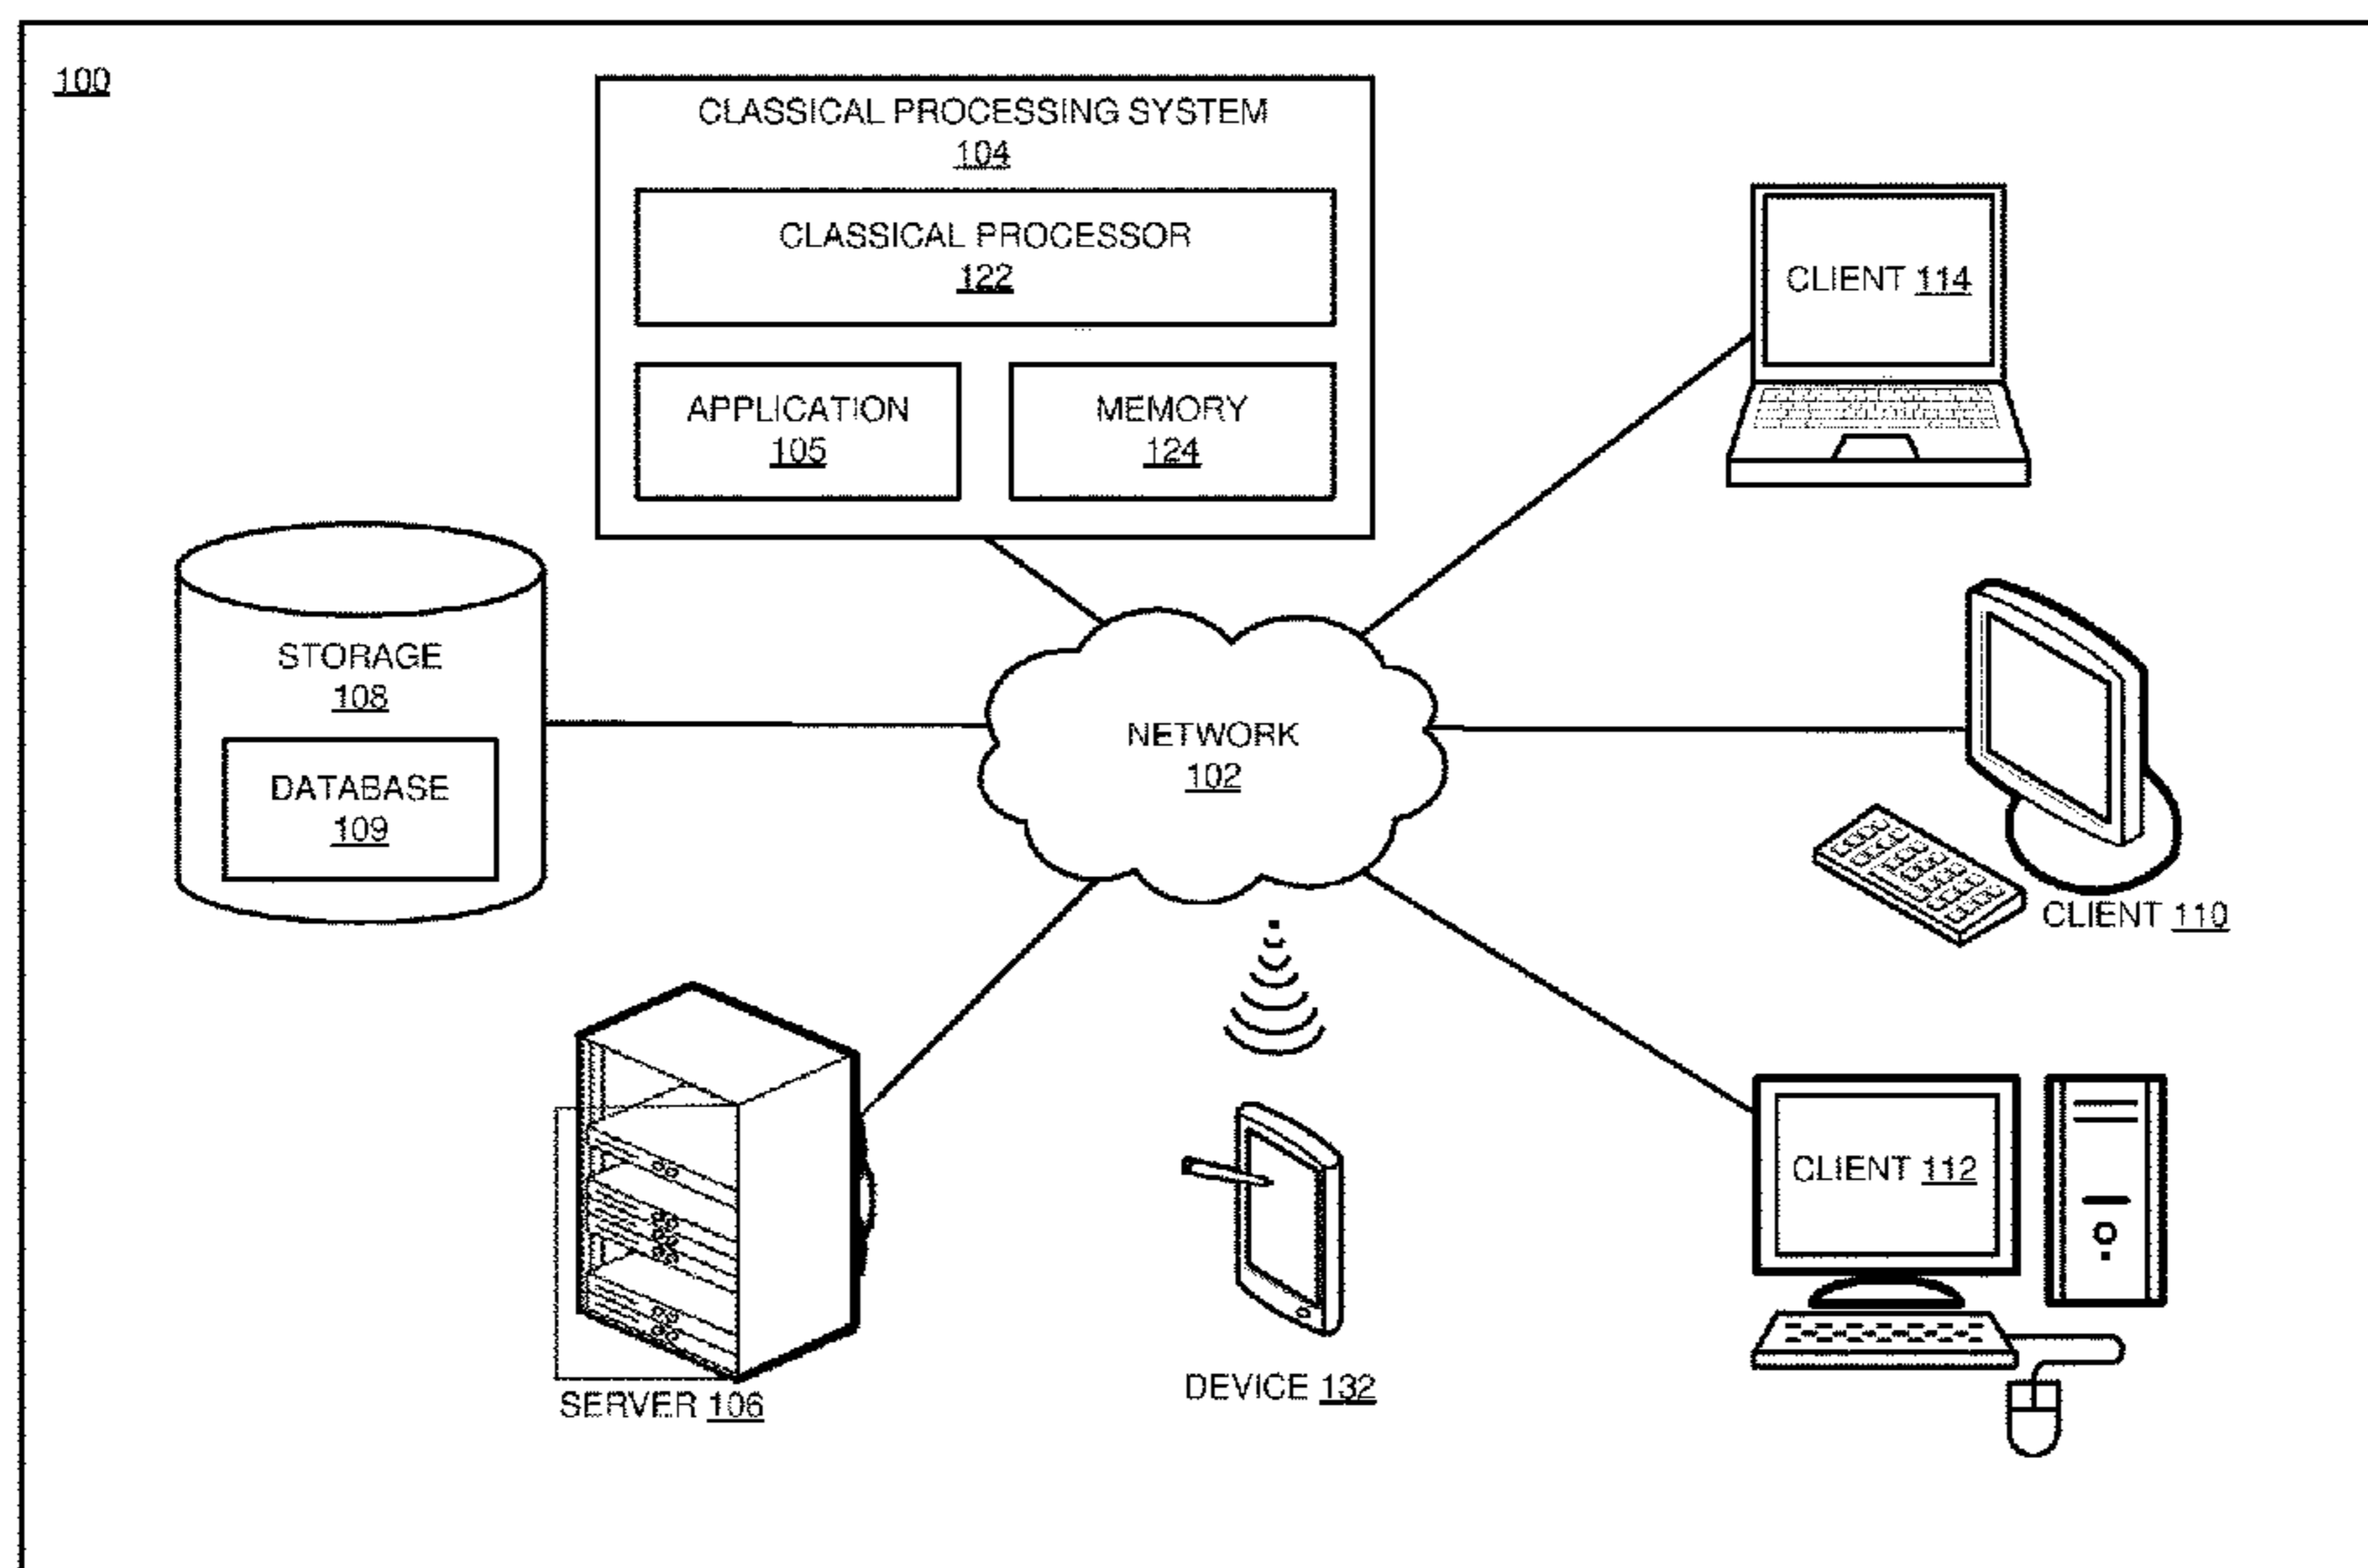 100
CLASSICAL PROCESSING SYSTEM
104
CLASSICAL PROCESSOR
122
APPLICATION
105
MEMORY
124
CLIENT 114
STORAGE
108
DATABASE
109
NETWORK
102
CLIENT 110
CLIENT 112
SERVER 106
DEVICE 132